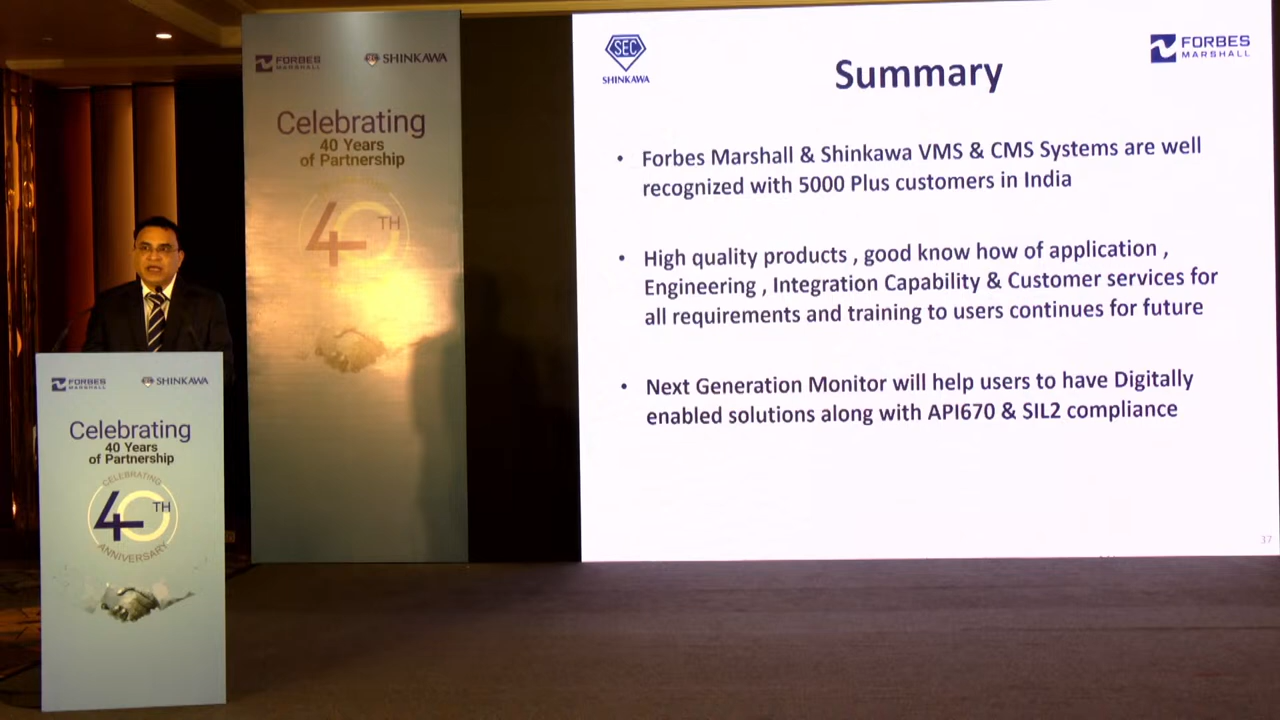 FORBES
MARSHALL
SHINKAWA
Celebrating
40 Years
of Partnership
40TH
FORBES
MARSHALL
SHINKAWA
Celebrating
40 Years
of Partnership
CELEBRATING
40TH
ANNIVERSARY
SEC
SHINKAWA
Summary
FORBES
MARSHALL
• Forbes Marshall & Shinkawa VMS & CMS Systems are well
recognized with 5000 Plus customers in India
• High quality products , good know how of application ,
Engineering , Integration Capability & Customer services for
all requirements and training to users continues for future
• Next Generation Monitor will help users to have Digitally
enabled solutions along with API670 & SIL2 compliance
37